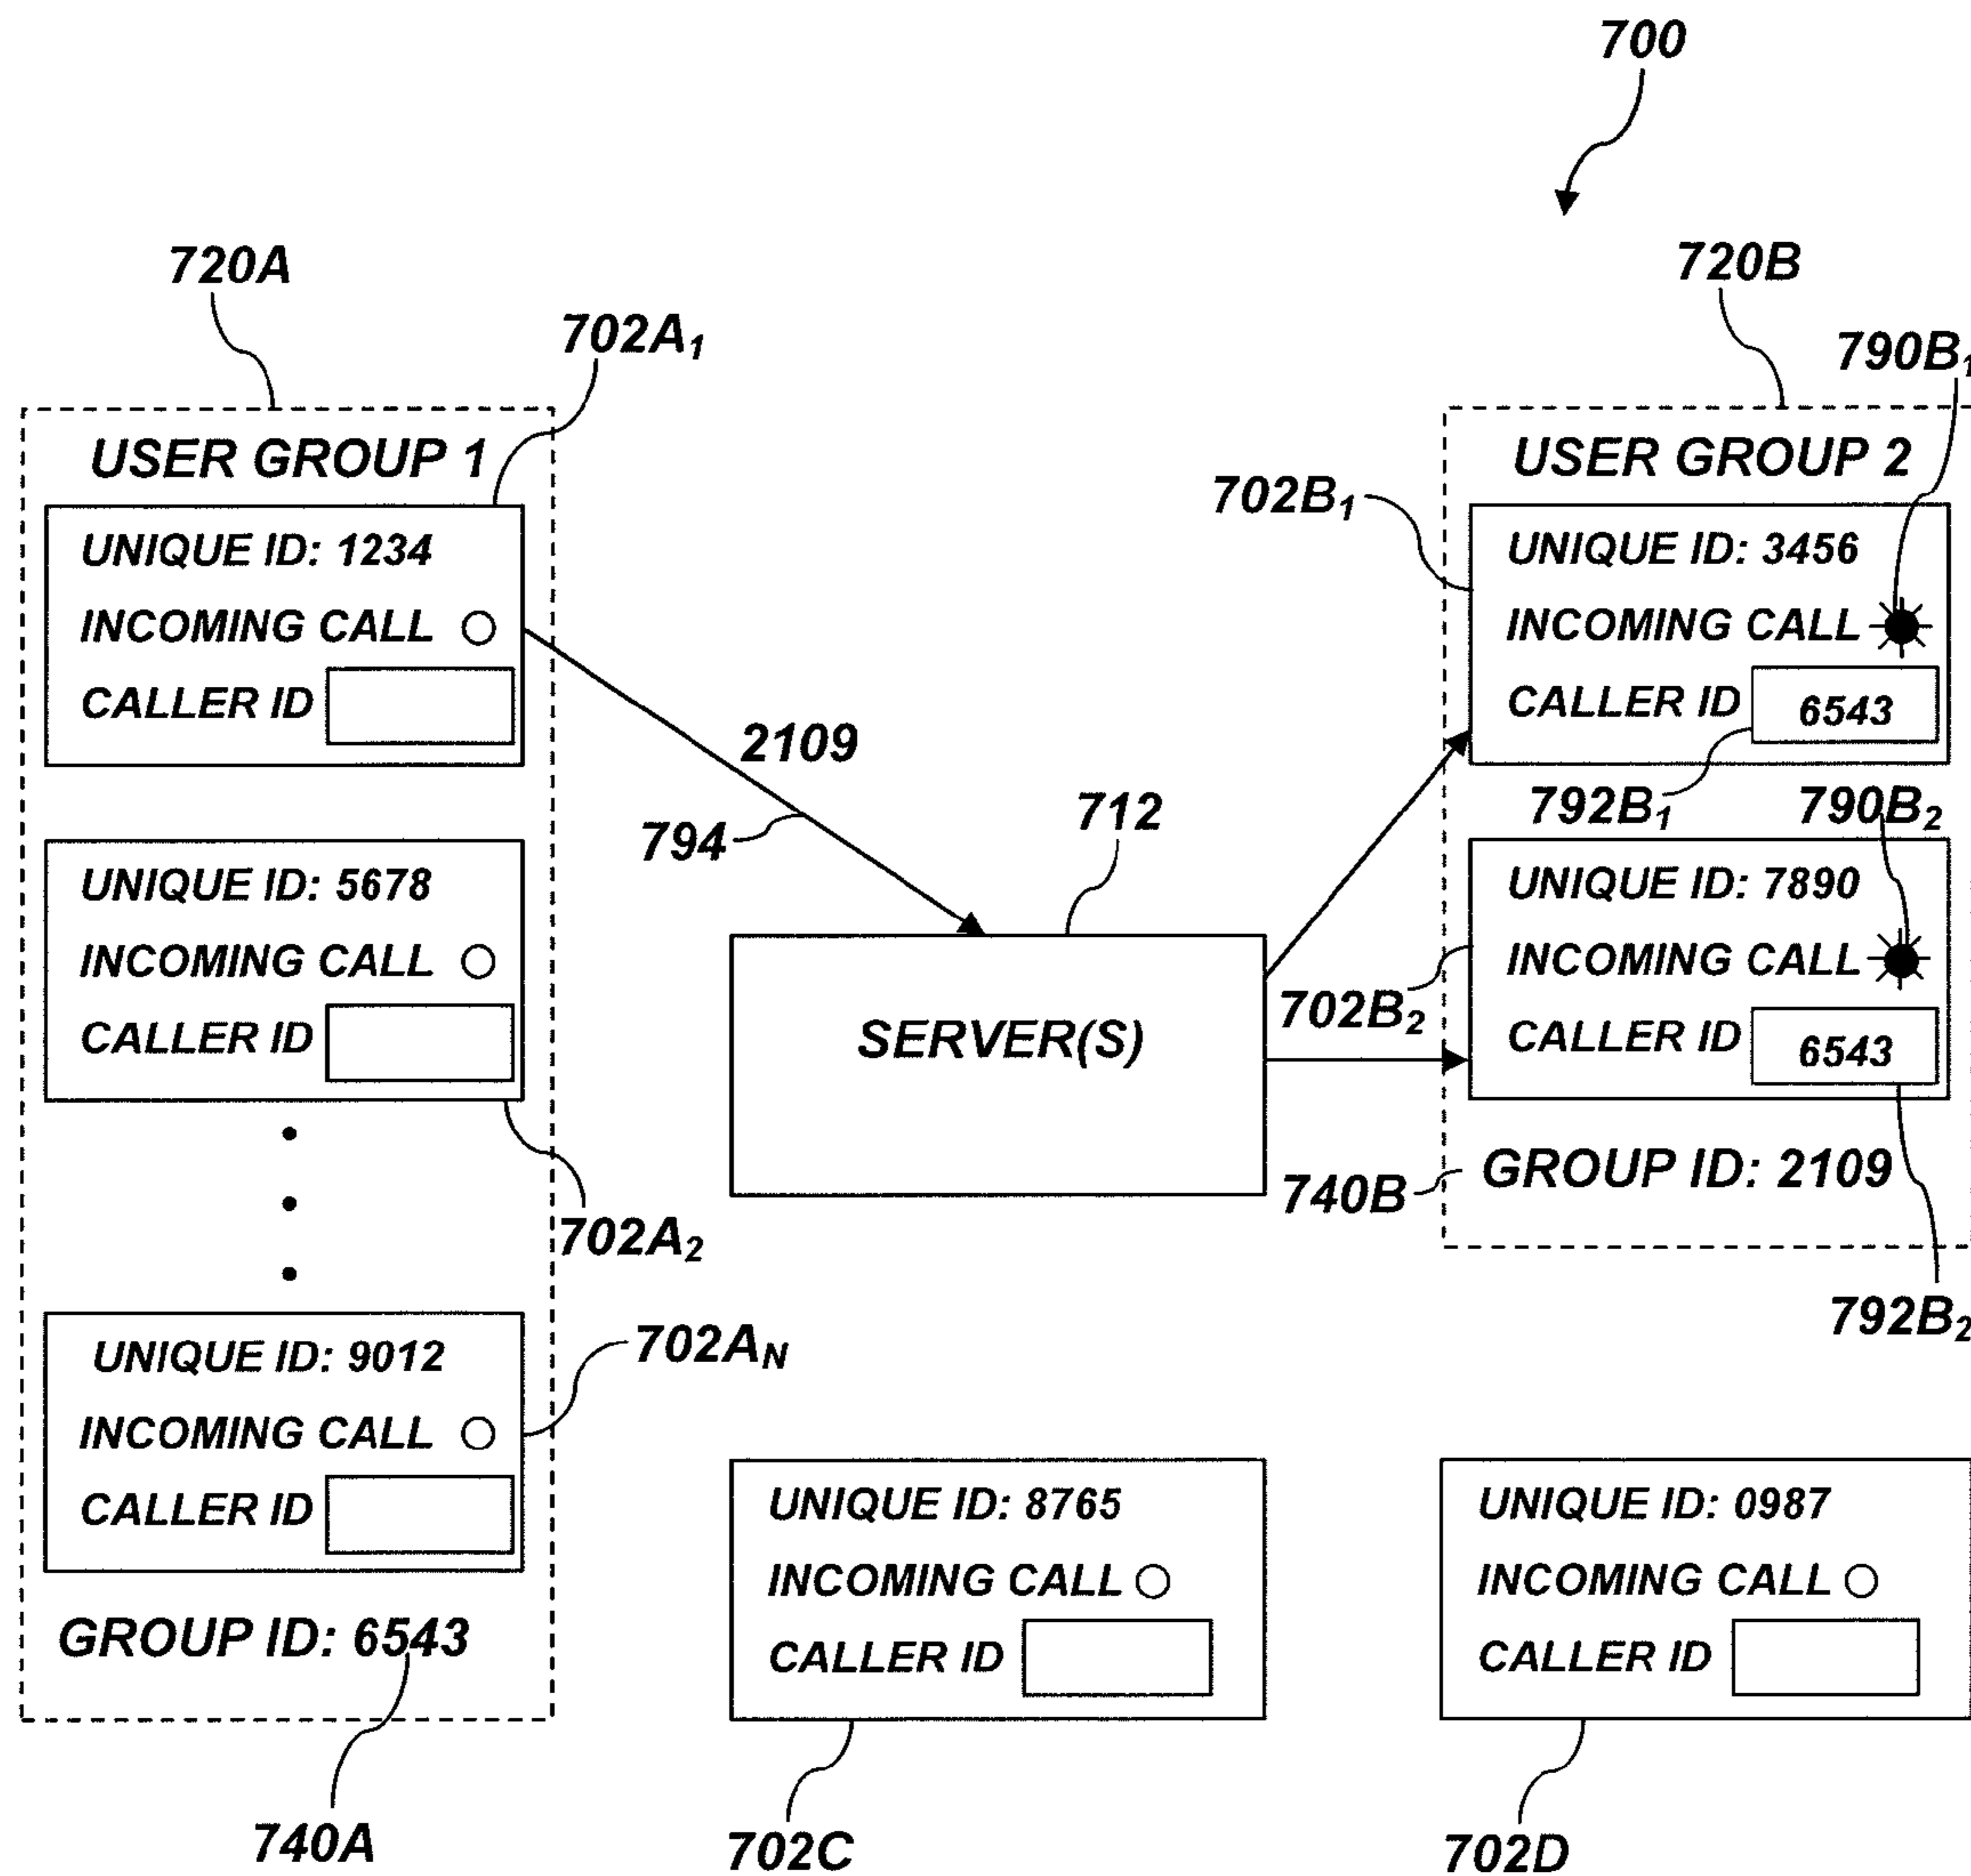 700
720A
702A1
USER GROUP 1
UNIQUE ID: 1234
INCOMING CALL
CALLER ID
UNIQUE ID: 5678
INCOMING CALL
CALLER ID
702A2
UNIQUE ID: 9012
INCOMING CALL
CALLER ID
702AN
GROUP ID: 6543
740A
2109
794
712
SERVER(S)
720B
790B1
USER GROUP 2
702B1
UNIQUE ID: 3456
INCOMING CALL
CALLER ID 6543
792B1
790B2
UNIQUE ID: 7890
INCOMING CALL
702B2
CALLER ID 6543
740B
GROUP ID: 2109
792B2
UNIQUE ID: 8765
INCOMING CALL
CALLER ID
702C
UNIQUE ID: 0987
INCOMING CALL
CALLER ID
702D